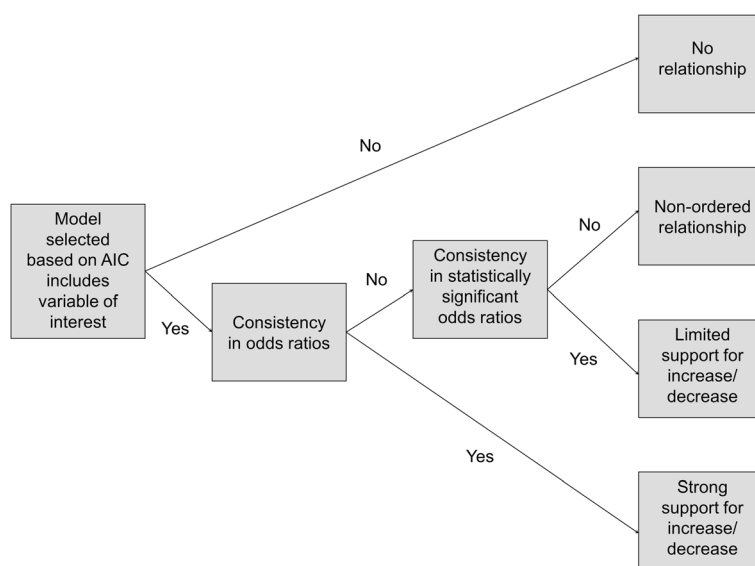 No
relationship
No
Model
selected
based on AIC
includes
variable of
interest
Yes
Consistency
in odds ratios
No
Consistency
in statistically
significant
odds ratios
No
Non-ordered
relationship
Yes
Limited
support for
increase/
decrease
Yes
Strong
support for
increase/
decrease